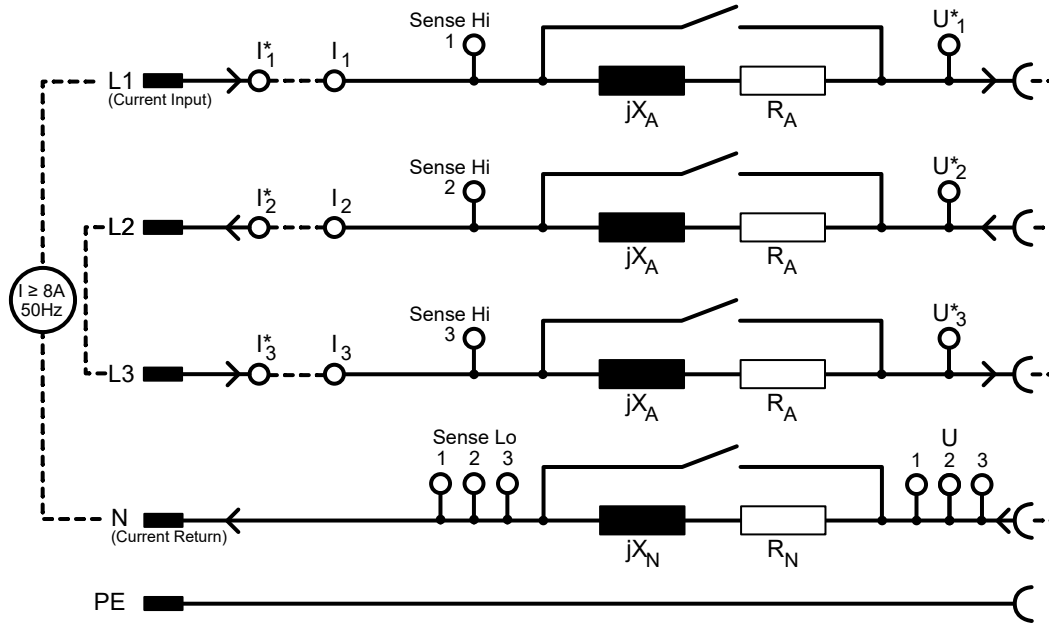 Sense Hi
1
U*1
I*1
I1
L1
(Current Input)
jXA
RA
Sense Hi
2
U*2
I*2
I2
L2
jXA
RA
I ≥ 8A
50Hz
Sense Hi
3
U*3
I*3
I3
L3
jXA
RA
Sense Lo
1 2 3
U
1 2 3
N
(Current Return)
jXN
RN
PE